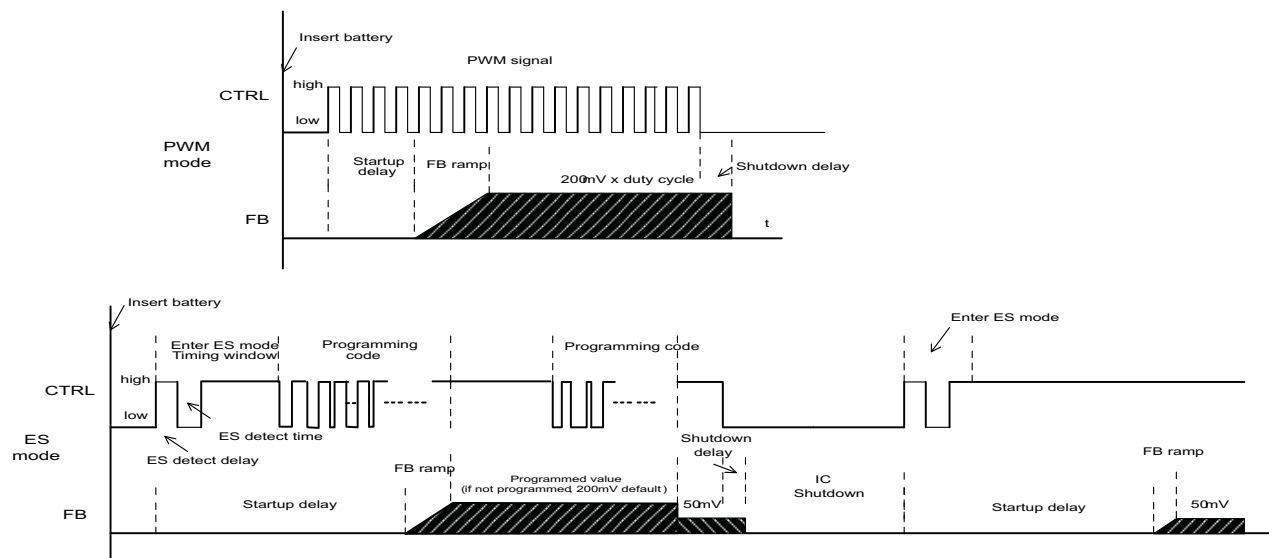 Insert battery
PWM signal
high
CTRL
low
PWM
mode
Startup
delay
FB ramp
Shutdown delay
200mV x duty cycle
FB
t
Insert battery
Enter ES mode
Enter ES mode
Timing window
Programming
code
Programming code
high
CTRL
low
ES
mode
ES detect time
ES detect delay
Shutdown
delay
FB ramp
Programmed value
(if not programmed, 200mV default)
50mV
IC
Shutdown
FB ramp
Startup delay
Startup delay
50mV
FB